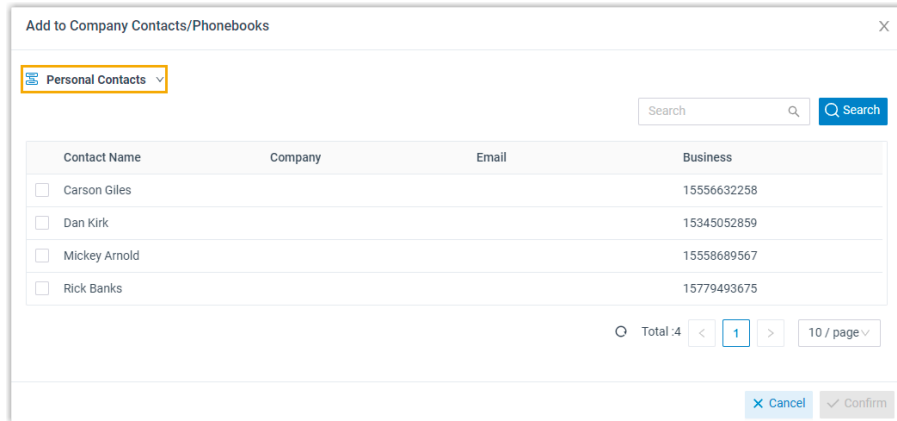 Add to Company Contacts/Phonebooks
Personal Contacts
Search Search
Contact Name Company Email Business
Carson Giles 15556632258
Dan Kirk 15345052859
Mickey Arnold 15558689567
Rick Banks 15779493675
Total :4 < 1 > 10 / page
Cancel Confirm